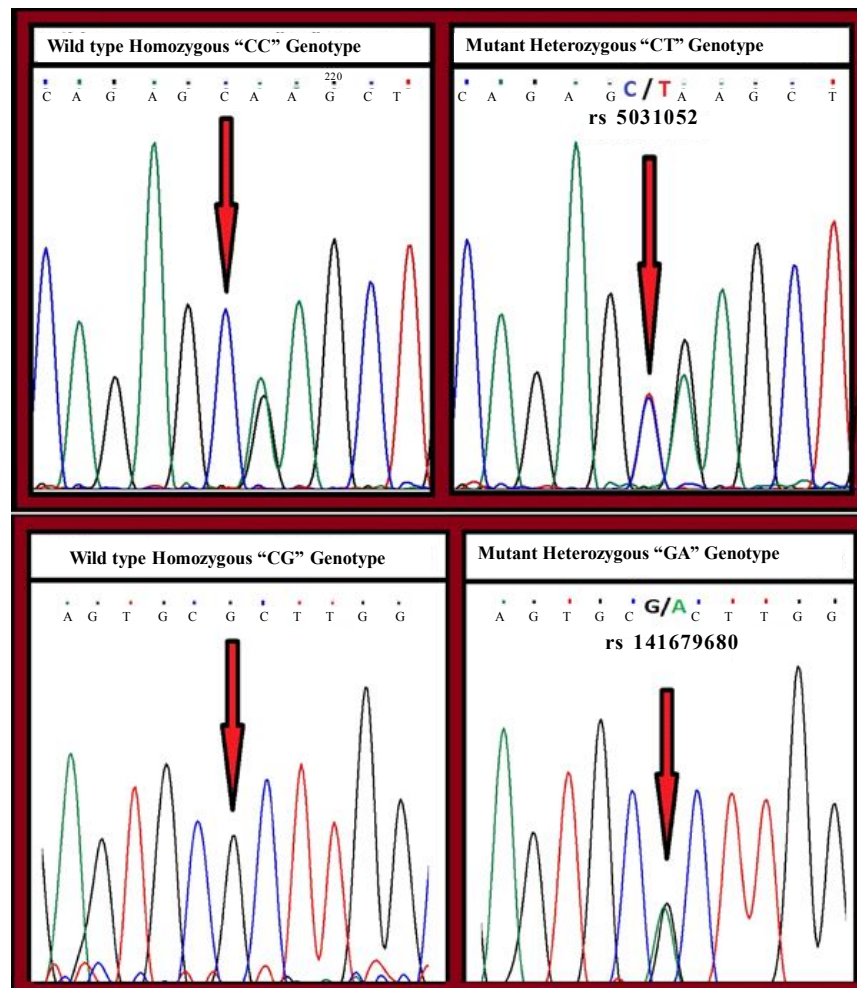 Wild type Homozygous “CC” Genotype
220
C A G A G C A A G C T
Mutant Heterozygous “CT” Genotype
C A G A G C/T A A G C T
rs 5031052
Wild type Homozygous “CG” Genotype
A G T G C G C T T G G
Mutant Heterozygous “GA” Genotype
A G T G C G/A C T T G G
rs 141679680